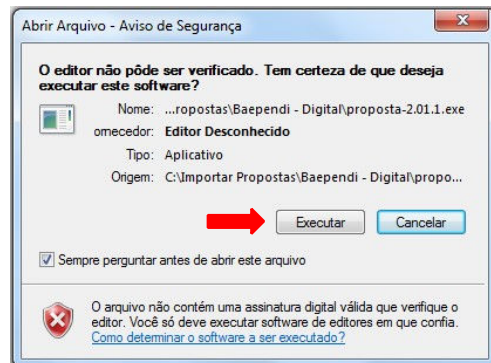 Abrir Arquivo - Aviso de Segurança
O editor não pôde ser verificado. Tem certeza de que deseja
executar este software?
Nome: ...ropostas\Baependi - Digital\proposta-2.01.1.exe
omecedor: Editor Desconhecido
Tipo: Aplicativo
Origem: C:\Importar Propostas\Baependi - Digital\propo...
Executar Cancelar
Sempre perguntar antes de abrir este arquivo
O arquivo não contém uma assinatura digital válida que verifique o
editor. Você só deve executar software de editores em que confia.
Como determinar o software a ser executado?